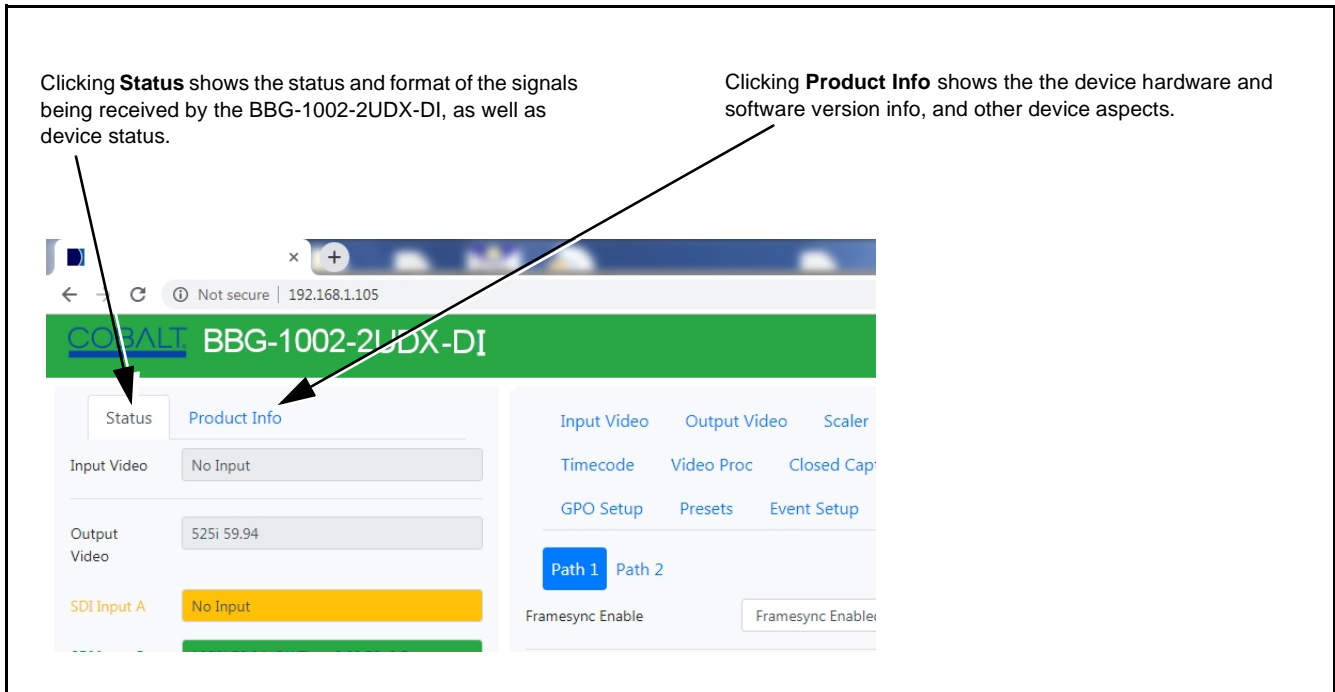 Clicking Status shows the status and format of the signals
being received by the BBG-1002-2UDX-DI, as well as
device status.
Clicking Product Info shows the the device hardware and
software version info, and other device aspects.
Not secure | 192.168.1.105
COBALT BBG-1002-2UDX-DI
Status Product Info
Input Video No Input
Output
Video
525i 59.94
SDI Input A No Input
Input Video Output Video Scaler
Timecode Video Proc Closed Cap
GPO Setup Presets Event Setup
Path 1 Path 2
Framesync Enable Framesync Enabled